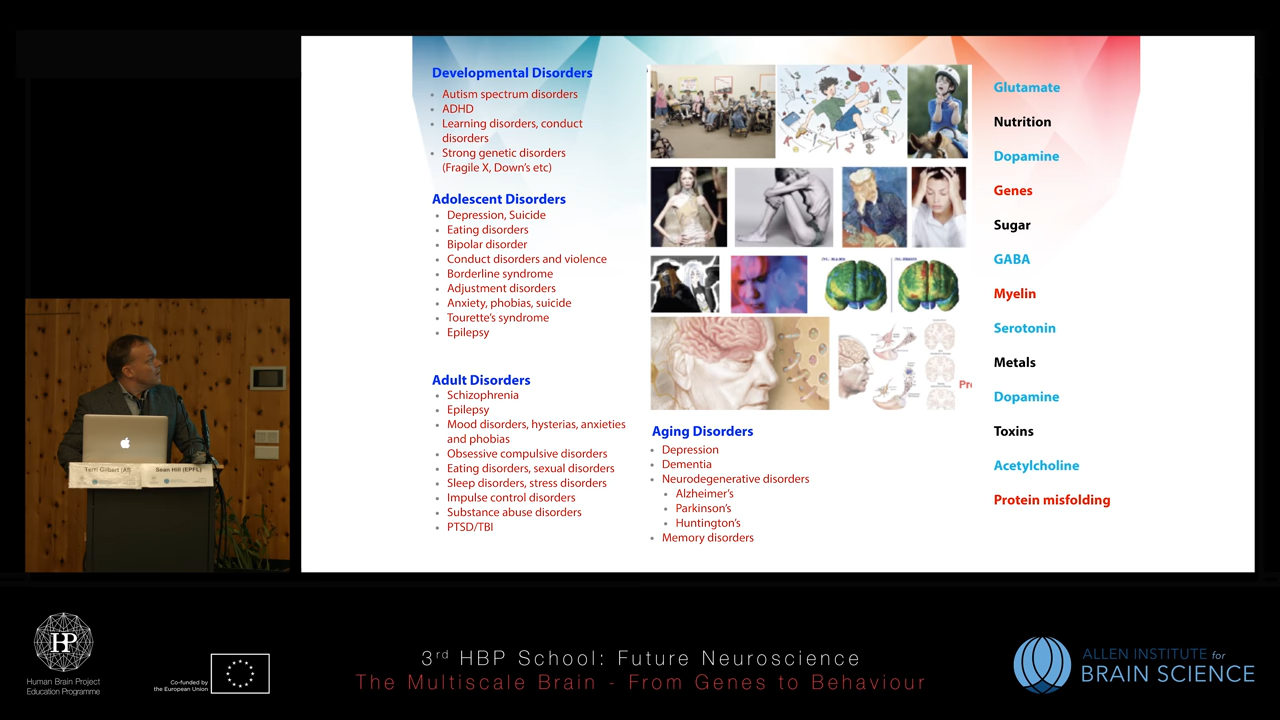 Developmental Disorders
Autism spectrum disorders
ADHD
Learning disorders, conduct
disorders
Strong genetic disorders
(Fragile X, Down's etc)
Adolescent Disorders
Depression, Suicide
Eating disorders
Bipolar disorder
Conduct disorders and violence
Borderline syndrome
Adjustment disorders
Anxiety, phobias, suicide
Tourette's syndrome
Epilepsy
Adult Disorders
Schizophrenia
Epilepsy
Mood disorders, hysterias, anxieties
and phobias
Obsessive compulsive disorders
Eating disorders, sexual disorders
Sleep disorders, stress disorders
Impulse control disorders
Substance abuse disorders
PTSD/TBI
Aging Disorders
Depression
Dementia
Neurodegenerative disorders
Alzheimer's
Parkinson's
Huntington's
Memory disorders
Glutamate
Nutrition
Dopamine
Genes
Sugar
GABA
Myelin
Serotonin
Metals
Dopamine
Toxins
Acetylcholine
Protein misfolding
Terri Gilbert (AI)
Sean Hill (EPFL)
HP
Human Brain Project
Education Programme
Co-funded by
the European Union
3rd HBP School: Future Neuroscience
The Multiscale Brain - From Genes to Behaviour
ALLEN INSTITUTE for
BRAIN SCIENCE